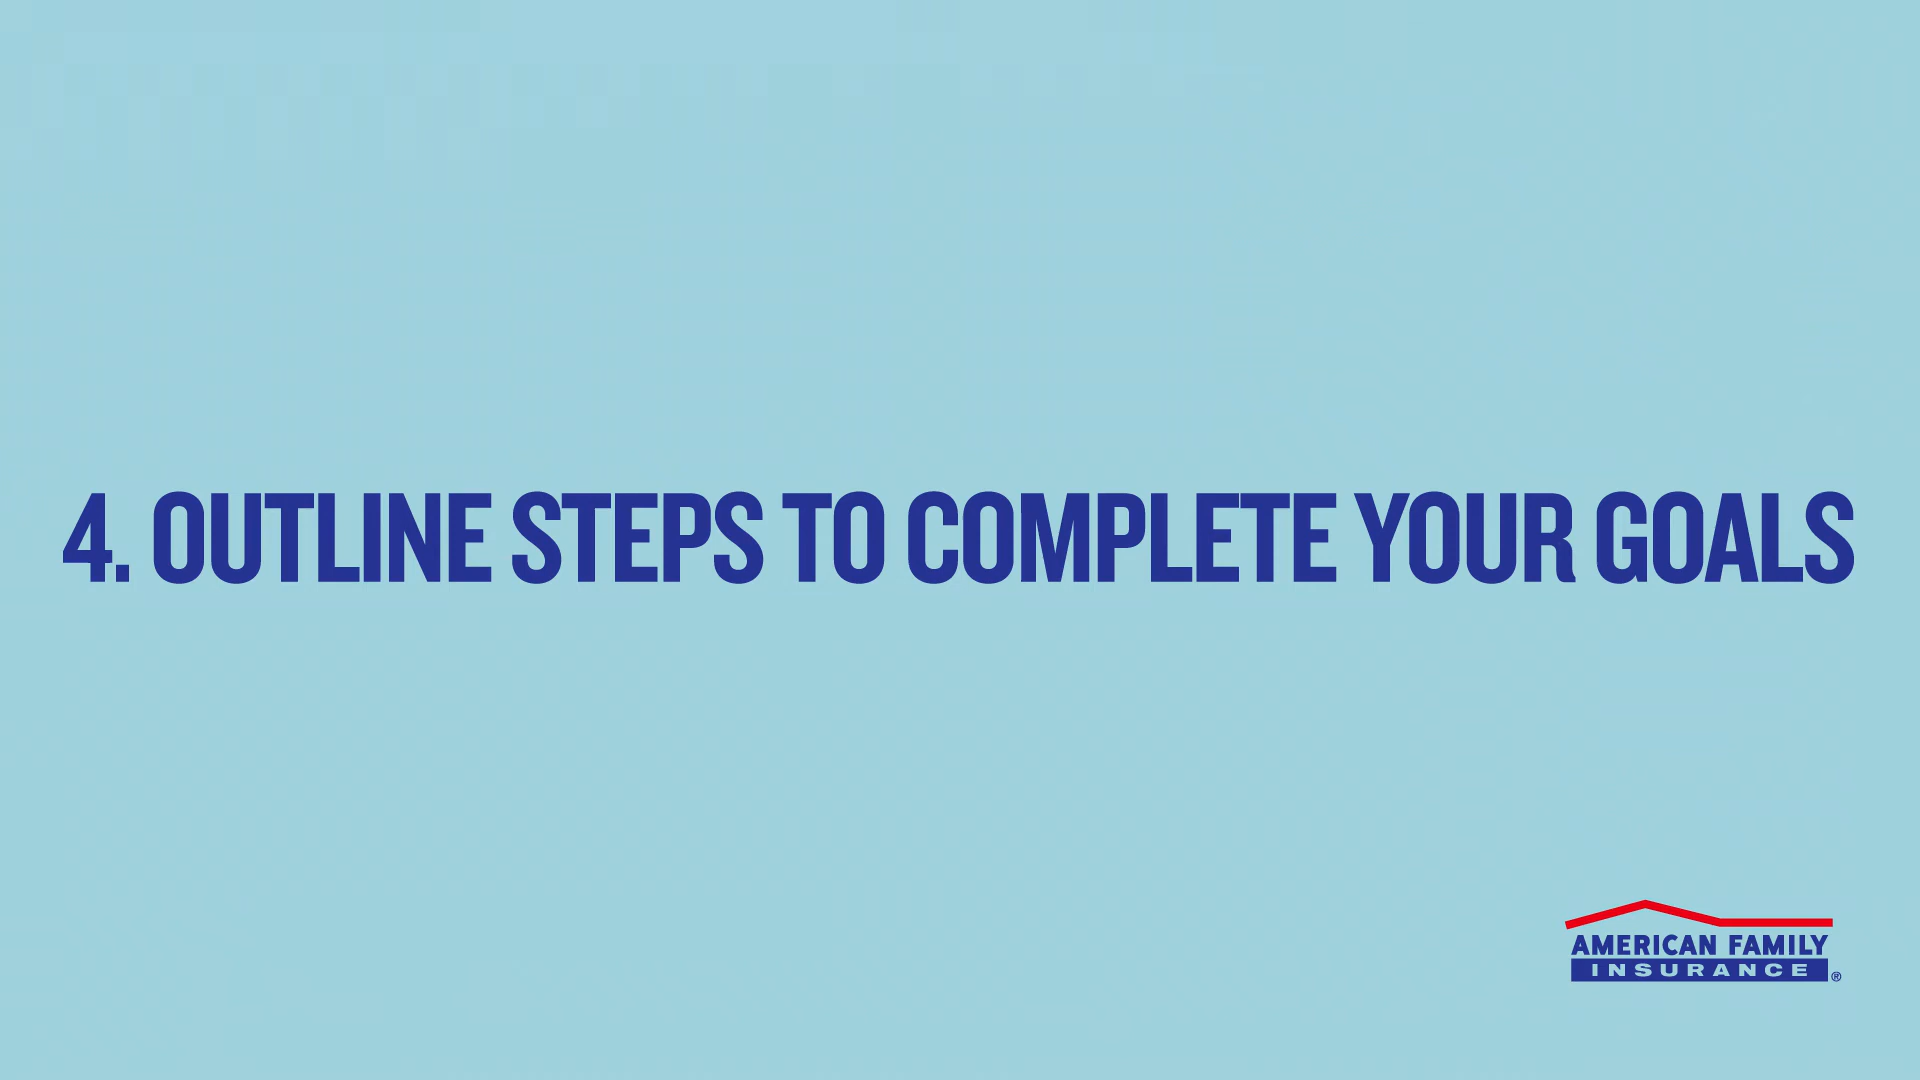 4. OUTLINE STEPS TO COMPLETE YOUR GOALS
AMERICAN FAMILY
INSURANCE ®